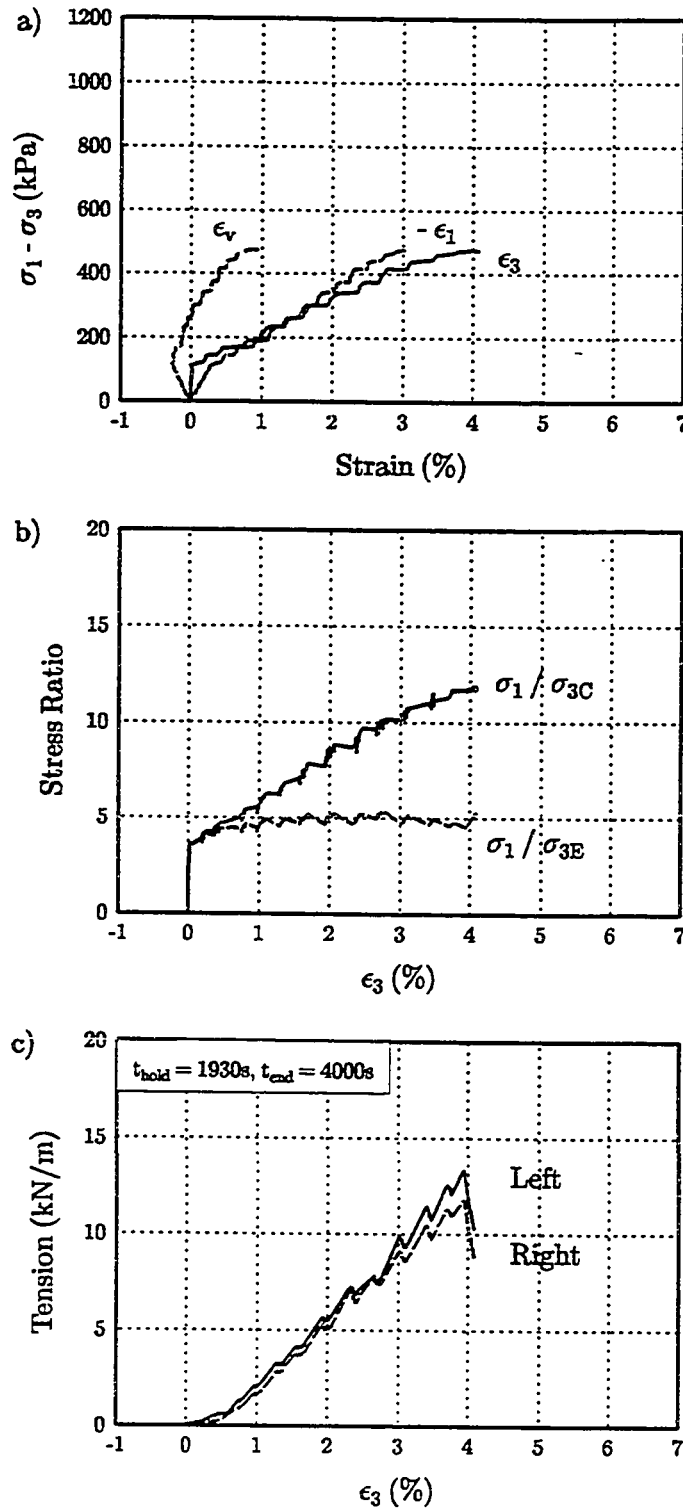 a)
1200
1000
800
600
400
200
0
σ₁ - σ₃ (kPa)
ϵᵥ
- ϵ₁
ϵ₃
-1 0 1 2 3 4 5 6 7
Strain (%)
b)
20
15
10
5
0
Stress Ratio
σ₁ / σ₃C
σ₁ / σ₃E
-1 0 1 2 3 4 5 6 7
ϵ₃ (%)
c)
20
15
10
5
0
Tension (kN/m)
t_hold = 1930s, t_end = 4000s
Left
Right
-1 0 1 2 3 4 5 6 7
ϵ₃ (%)